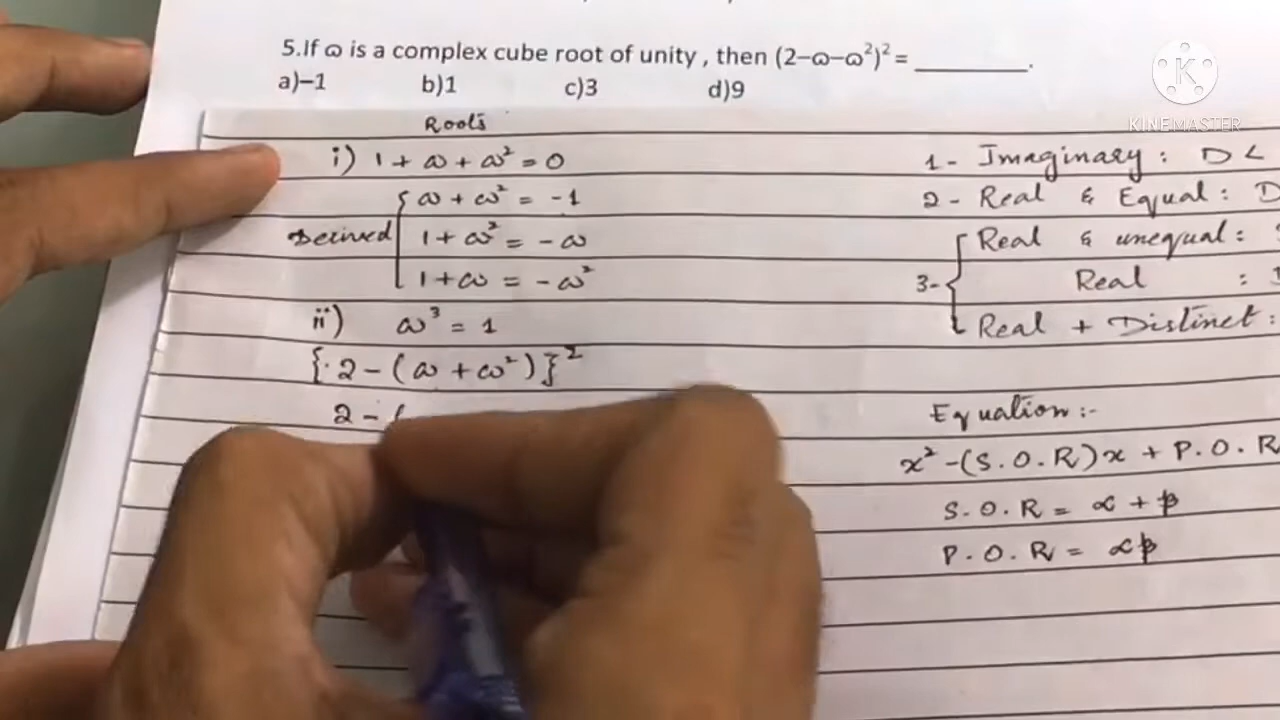 5.If ω is a complex cube root of unity , then (2−ω−ω²)² = ________.
a)−1 b)1 c)3 d)9
K
KINEMASTER
Roots
i) 1 + ω + ω² = 0
ω + ω² = -1
Derived
1 + ω² = -ω
1 + ω = -ω²
ii) ω³ = 1
{2 - (ω + ω²)}²
2 - (
1- Imaginary : D <
2- Real & Equal : D
Real & unequal :
3- Real :
Real + Distinct :
Equation :-
x² -(S.O.R)x + P.O.R
S.O.R = α + β
P.O.R = αβ